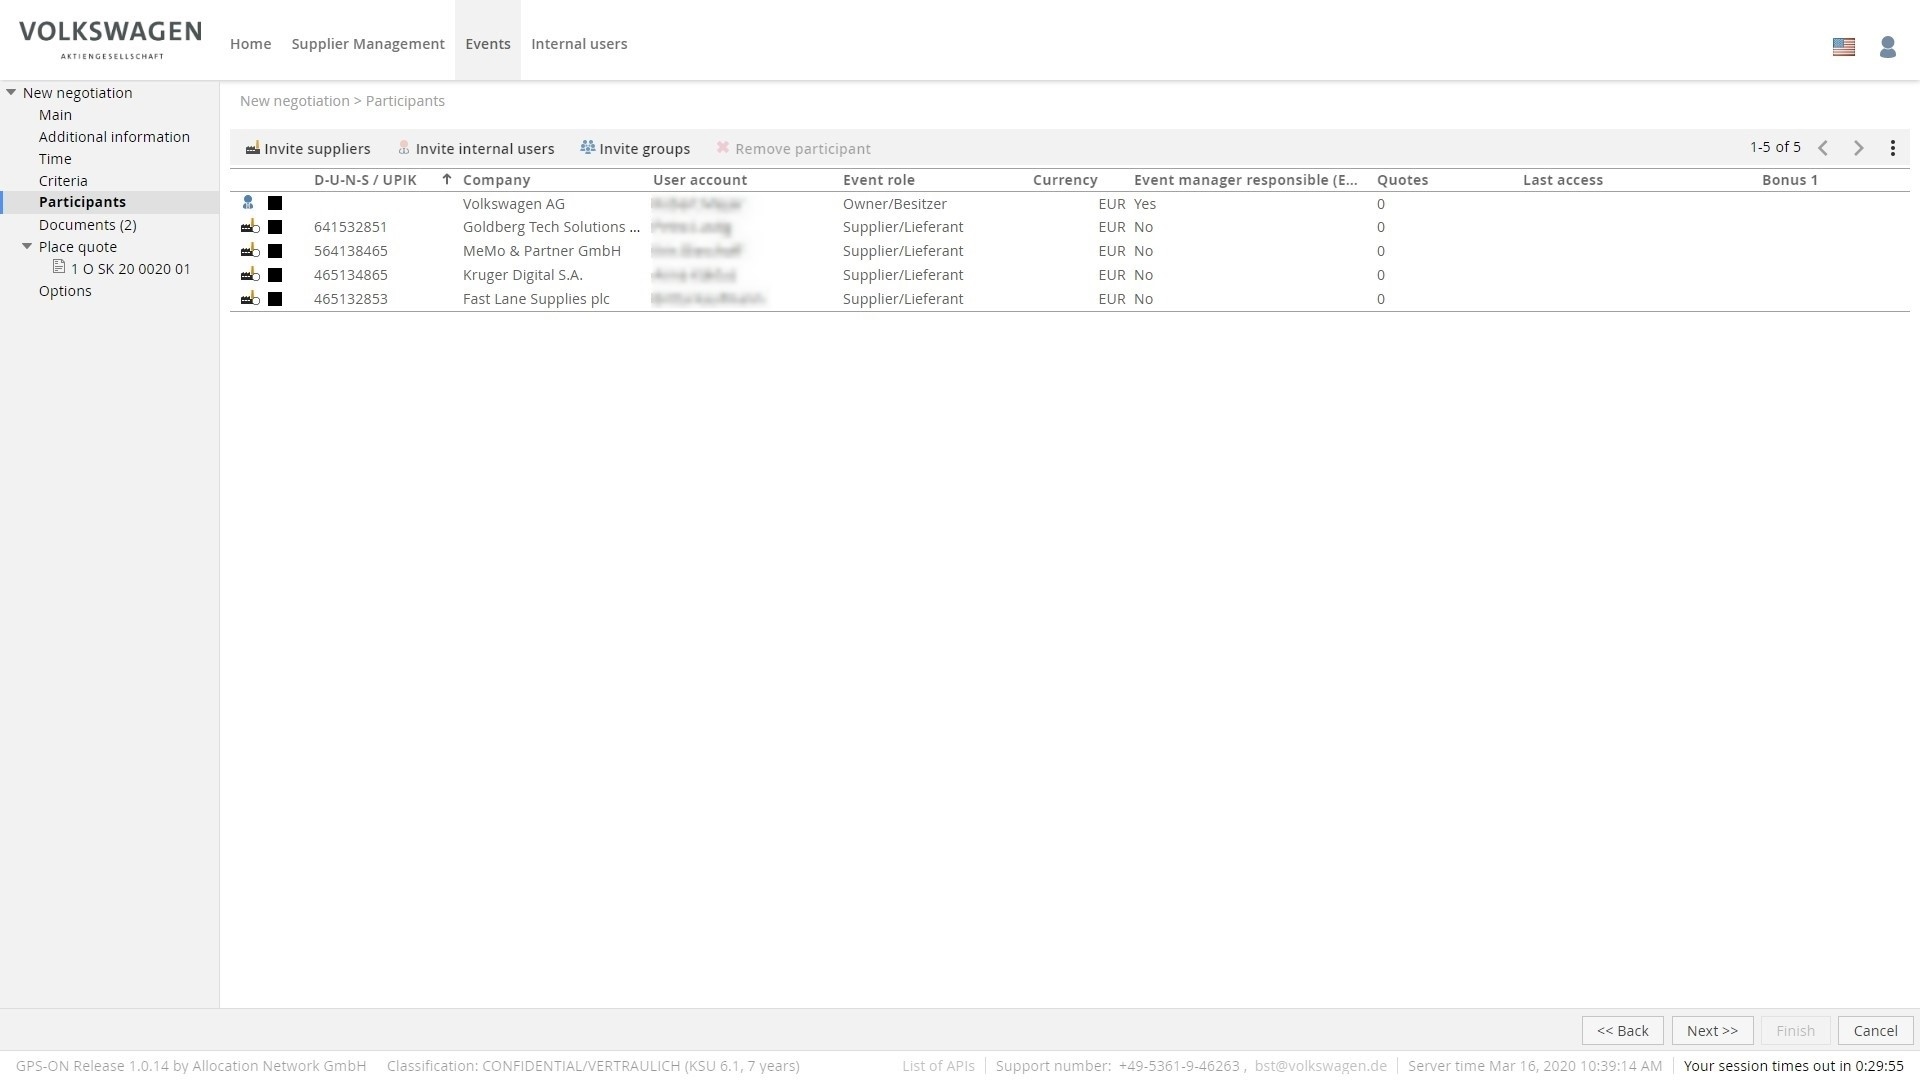 VOLKSWAGEN
AKTIENGESELLSCHAFT
Home Supplier Management Events Internal users
New negotiation
Main
Additional information
Time
Criteria
Participants
Documents (2)
Place quote
1 O SK 20 0020 01
Options
New negotiation > Participants
Invite suppliers Invite internal users Invite groups Remove participant 1-5 of 5
D-U-N-S / UPIK Company User account Event role Currency Event manager responsible (E... Quotes Last access Bonus 1
Volkswagen AG Owner/Besitzer EUR Yes 0
641532851 Goldberg Tech Solutions ... Supplier/Lieferant EUR No 0
564138465 MeMo & Partner GmbH Supplier/Lieferant EUR No 0
465134865 Kruger Digital S.A. Supplier/Lieferant EUR No 0
465132853 Fast Lane Supplies plc Supplier/Lieferant EUR No 0
<< Back Next >> Finish Cancel
GPS-ON Release 1.0.14 by Allocation Network GmbH Classification: CONFIDENTIAL/VERTRAULICH (KSU 6.1, 7 years) List of APIs Support number: +49-5361-9-46263 , bst@volkswagen.de Server time Mar 16, 2020 10:39:14 AM Your session times out in 0:29:55